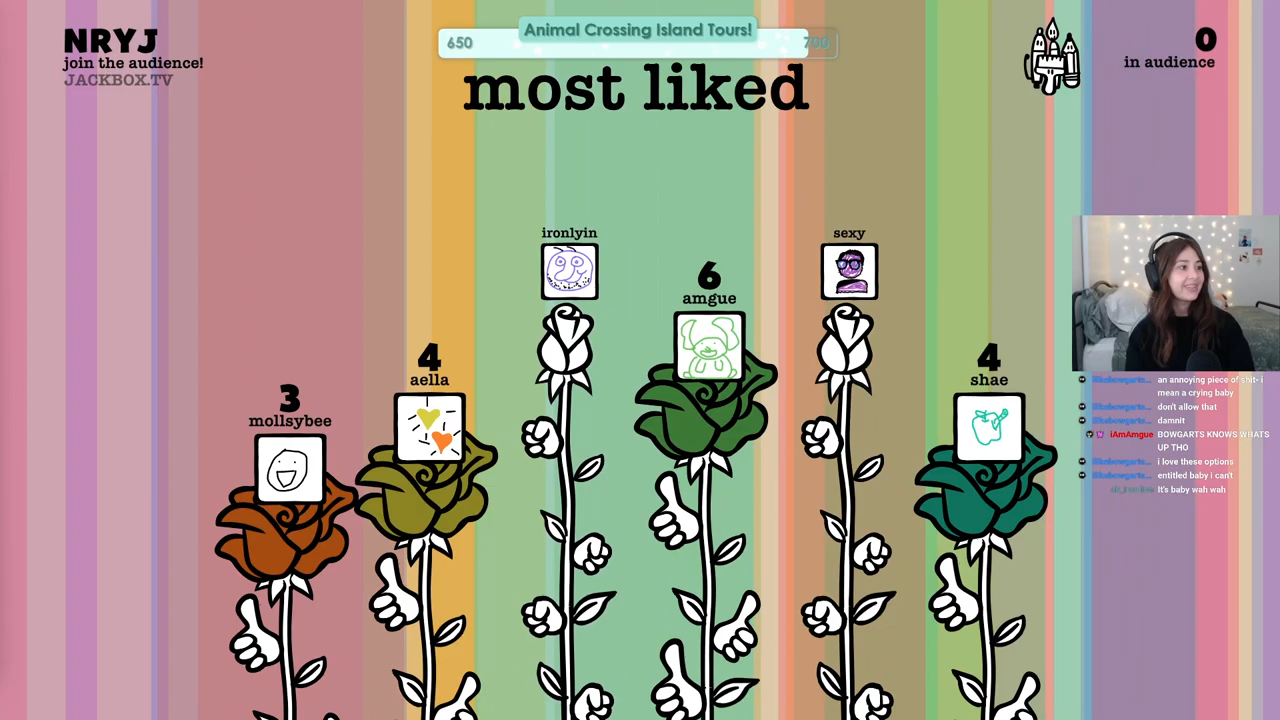 NRYJ
join the audience!
JACKBOX.TV
Animal Crossing Island Tours!
650
700
most liked
0
in audience
ironlyin
sexy
6
amgue
4
aella
4
shae
3
mollsybee
an annoying piece of shit- i
mean a crying baby
don't allow that
damnit
iAmAmgue BOWGARTS KNOWS WHATS
UP THO
i love these options
entitled baby i can't
It's baby wah wah